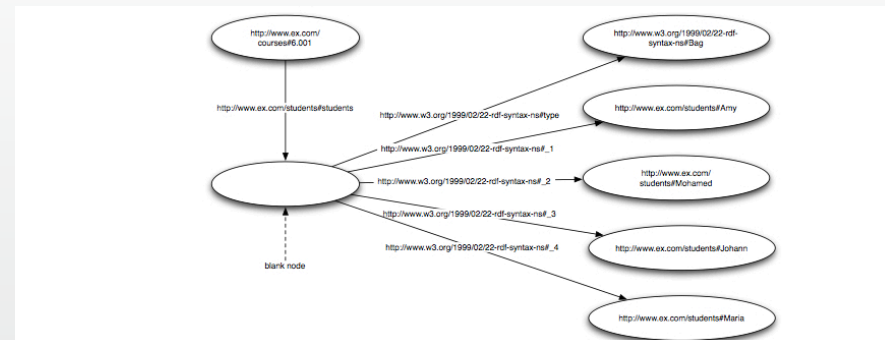 http://www.ex.com/
courses#6.001
http://www.w3.org/1999/02/22-rdf-
syntax-ns#Bag
http://www.ex.com/students#students
http://www.w3.org/1999/02/22-rdf-syntax-ns#type
http://www.ex.com/students#Amy
http://www.w3.org/1999/02/22-rdf-syntax-ns#_1
http://www.w3.org/1999/02/22-rdf-syntax-ns#_2
http://www.ex.com/
students#Mohamed
http://www.w3.org/1999/02/22-rdf-syntax-ns#_3
http://www.w3.org/1999/02/22-rdf-syntax-ns#_4
http://www.ex.com/students#Johann
blank node
http://www.ex.com/students#Maria